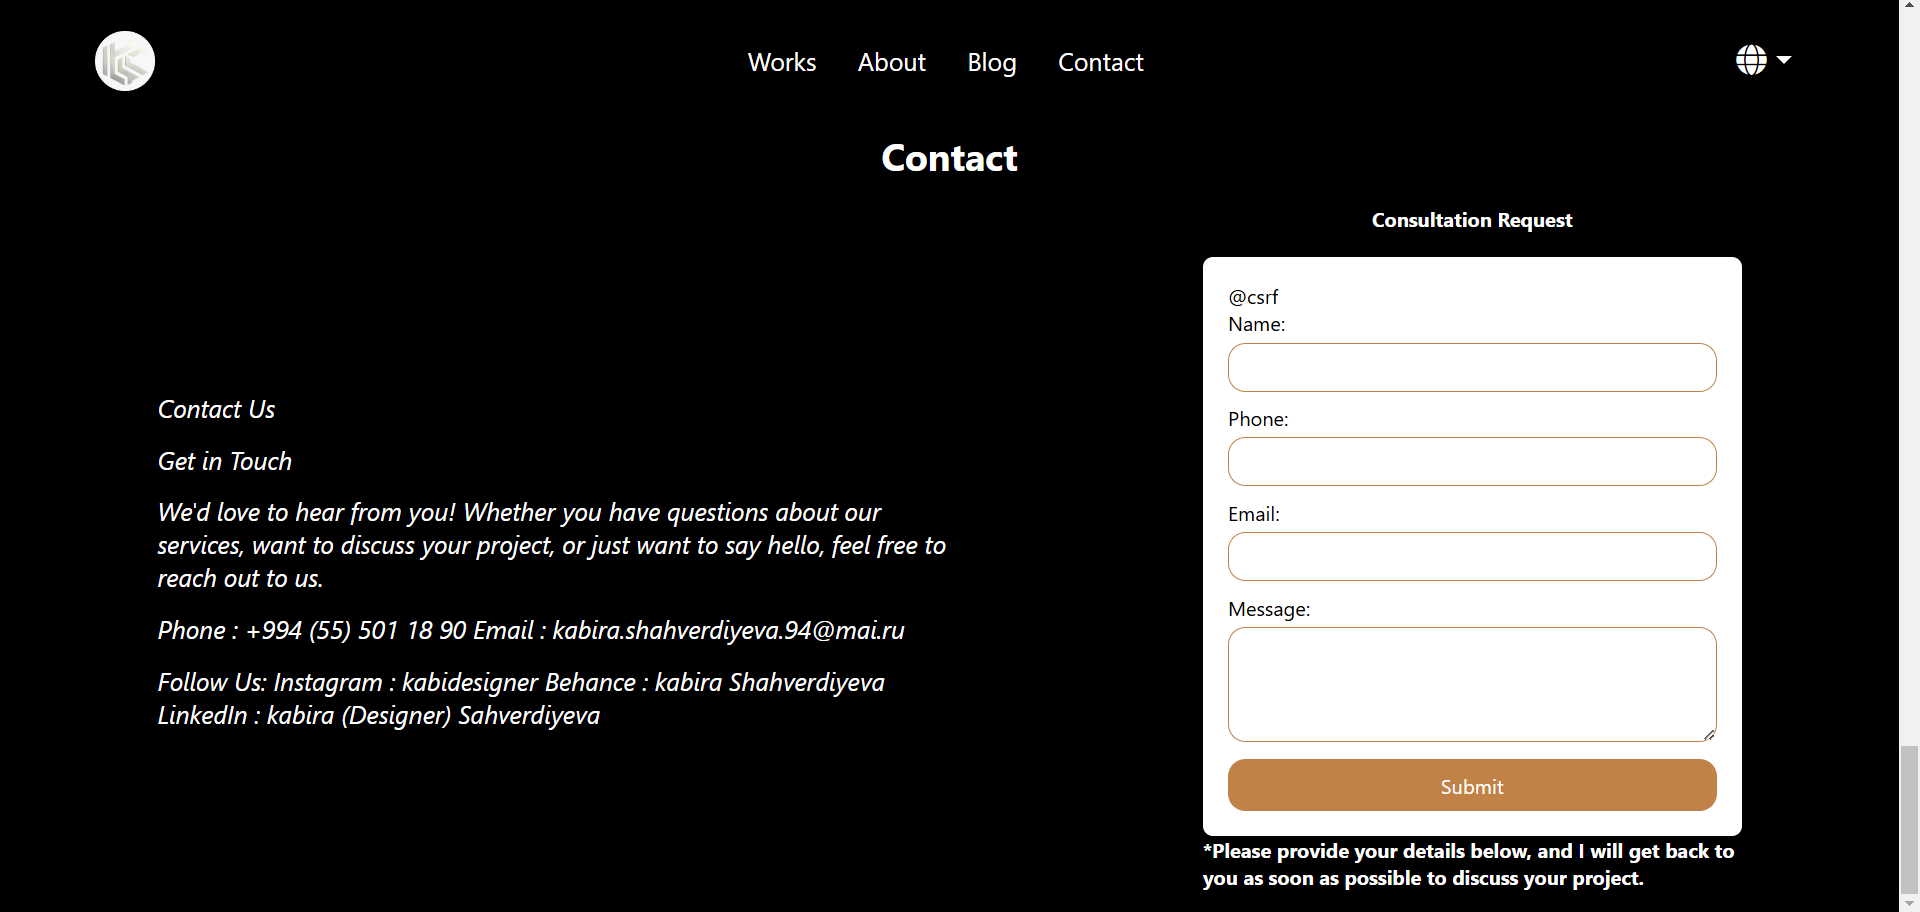 Works About Blog Contact
Contact
Contact Us
Get in Touch
We'd love to hear from you! Whether you have questions about our
services, want to discuss your project, or just want to say hello, feel free to
reach out to us.
Phone : +994 (55) 501 18 90 Email : kabira.shahverdiyeva.94@mai.ru
Follow Us: Instagram : kabidesigner Behance : kabira Shahverdiyeva
LinkedIn : kabira (Designer) Sahverdiyeva
Consultation Request
@csrf
Name:
Phone:
Email:
Message:
Submit
*Please provide your details below, and I will get back to
you as soon as possible to discuss your project.